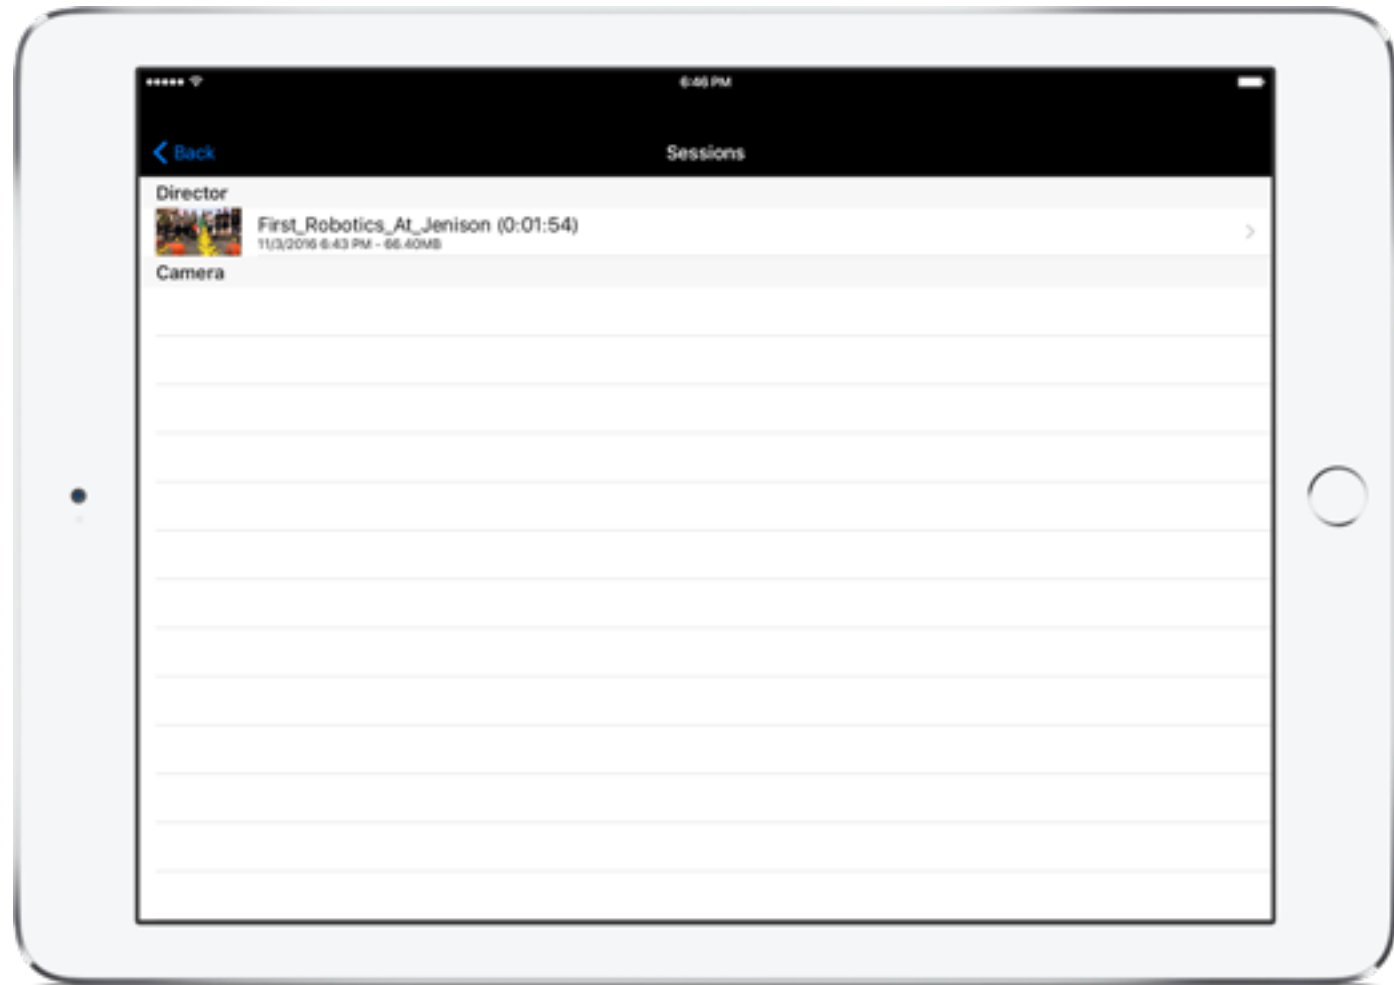 6:46 PM
Back
Sessions
Director
First_Robotics_At_Jenison (0:01:54)
11/3/2016 6:43 PM - 66.40MB
Camera